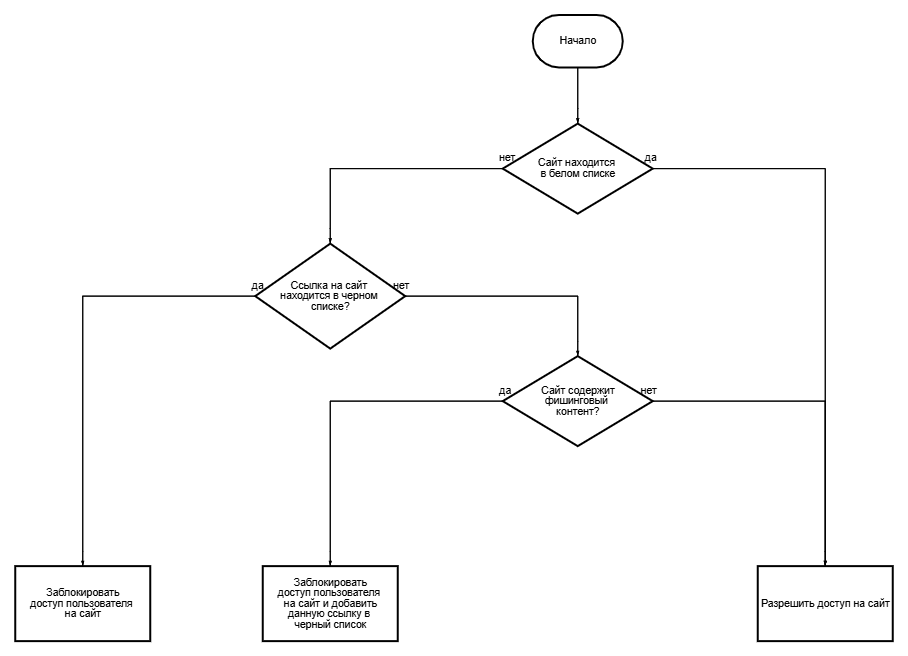 Начало
нет
да
Сайт находится
в белом списке
да
нет
Ссылка на сайт
находится в черном
списке?
да
нет
Сайт содержит
фишинговый
контент?
Заблокировать
доступ пользователя
на сайт
Заблокировать
доступ пользователя
на сайт и добавить
данную ссылку в
черный список
Разрешить доступ на сайт